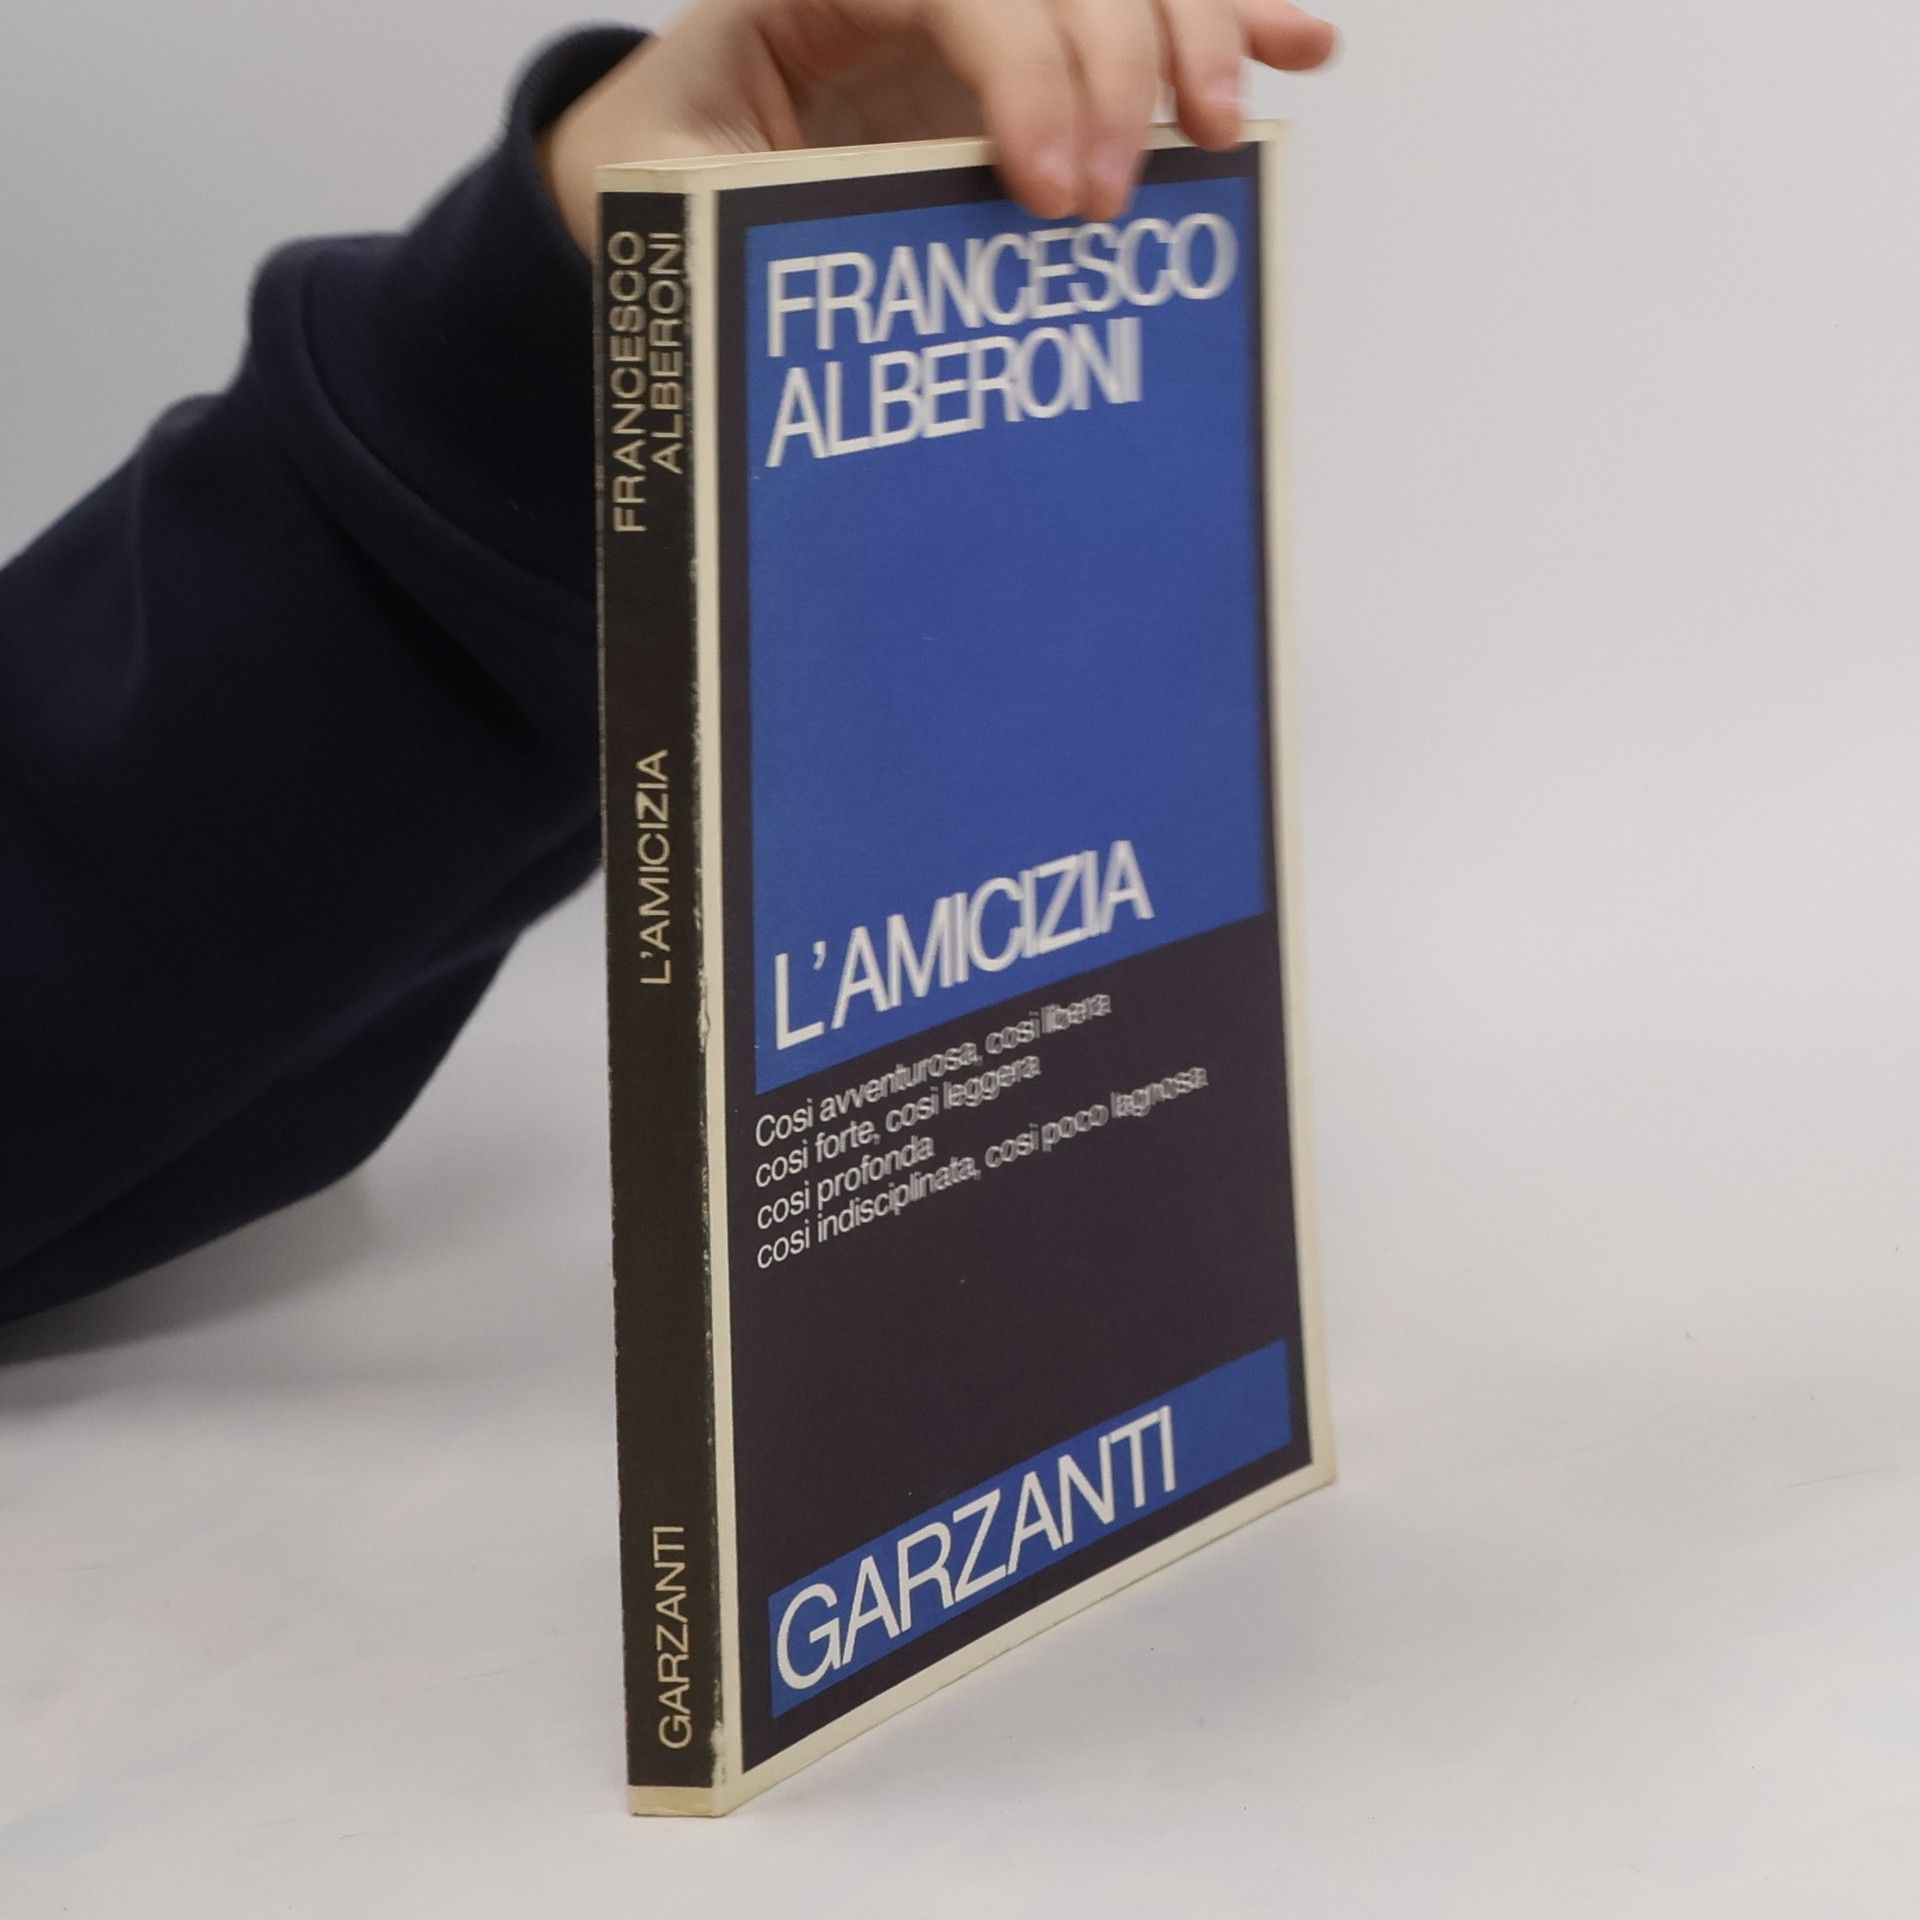 FRANCESCO
ALBERONI
L'AMICIZIA
GARZANTI
FRANCESCO
ALBERONI
L'AMICIZIA
Così avventurosa, così libera
così forte, così leggera
così profonda
così indisciplinata, così poco lagnosa
GARZANTI